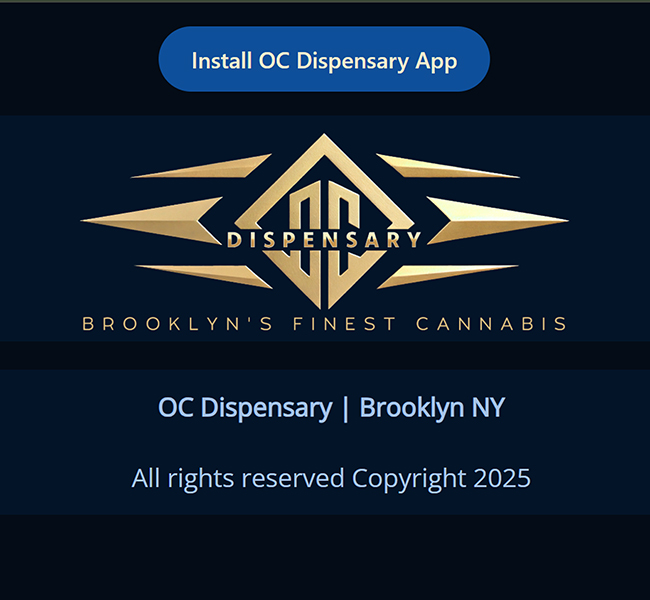 Install OC Dispensary App
OC
DISPENSARY
BROOKLYN'S FINEST CANNABIS
OC Dispensary | Brooklyn NY
All rights reserved Copyright 2025